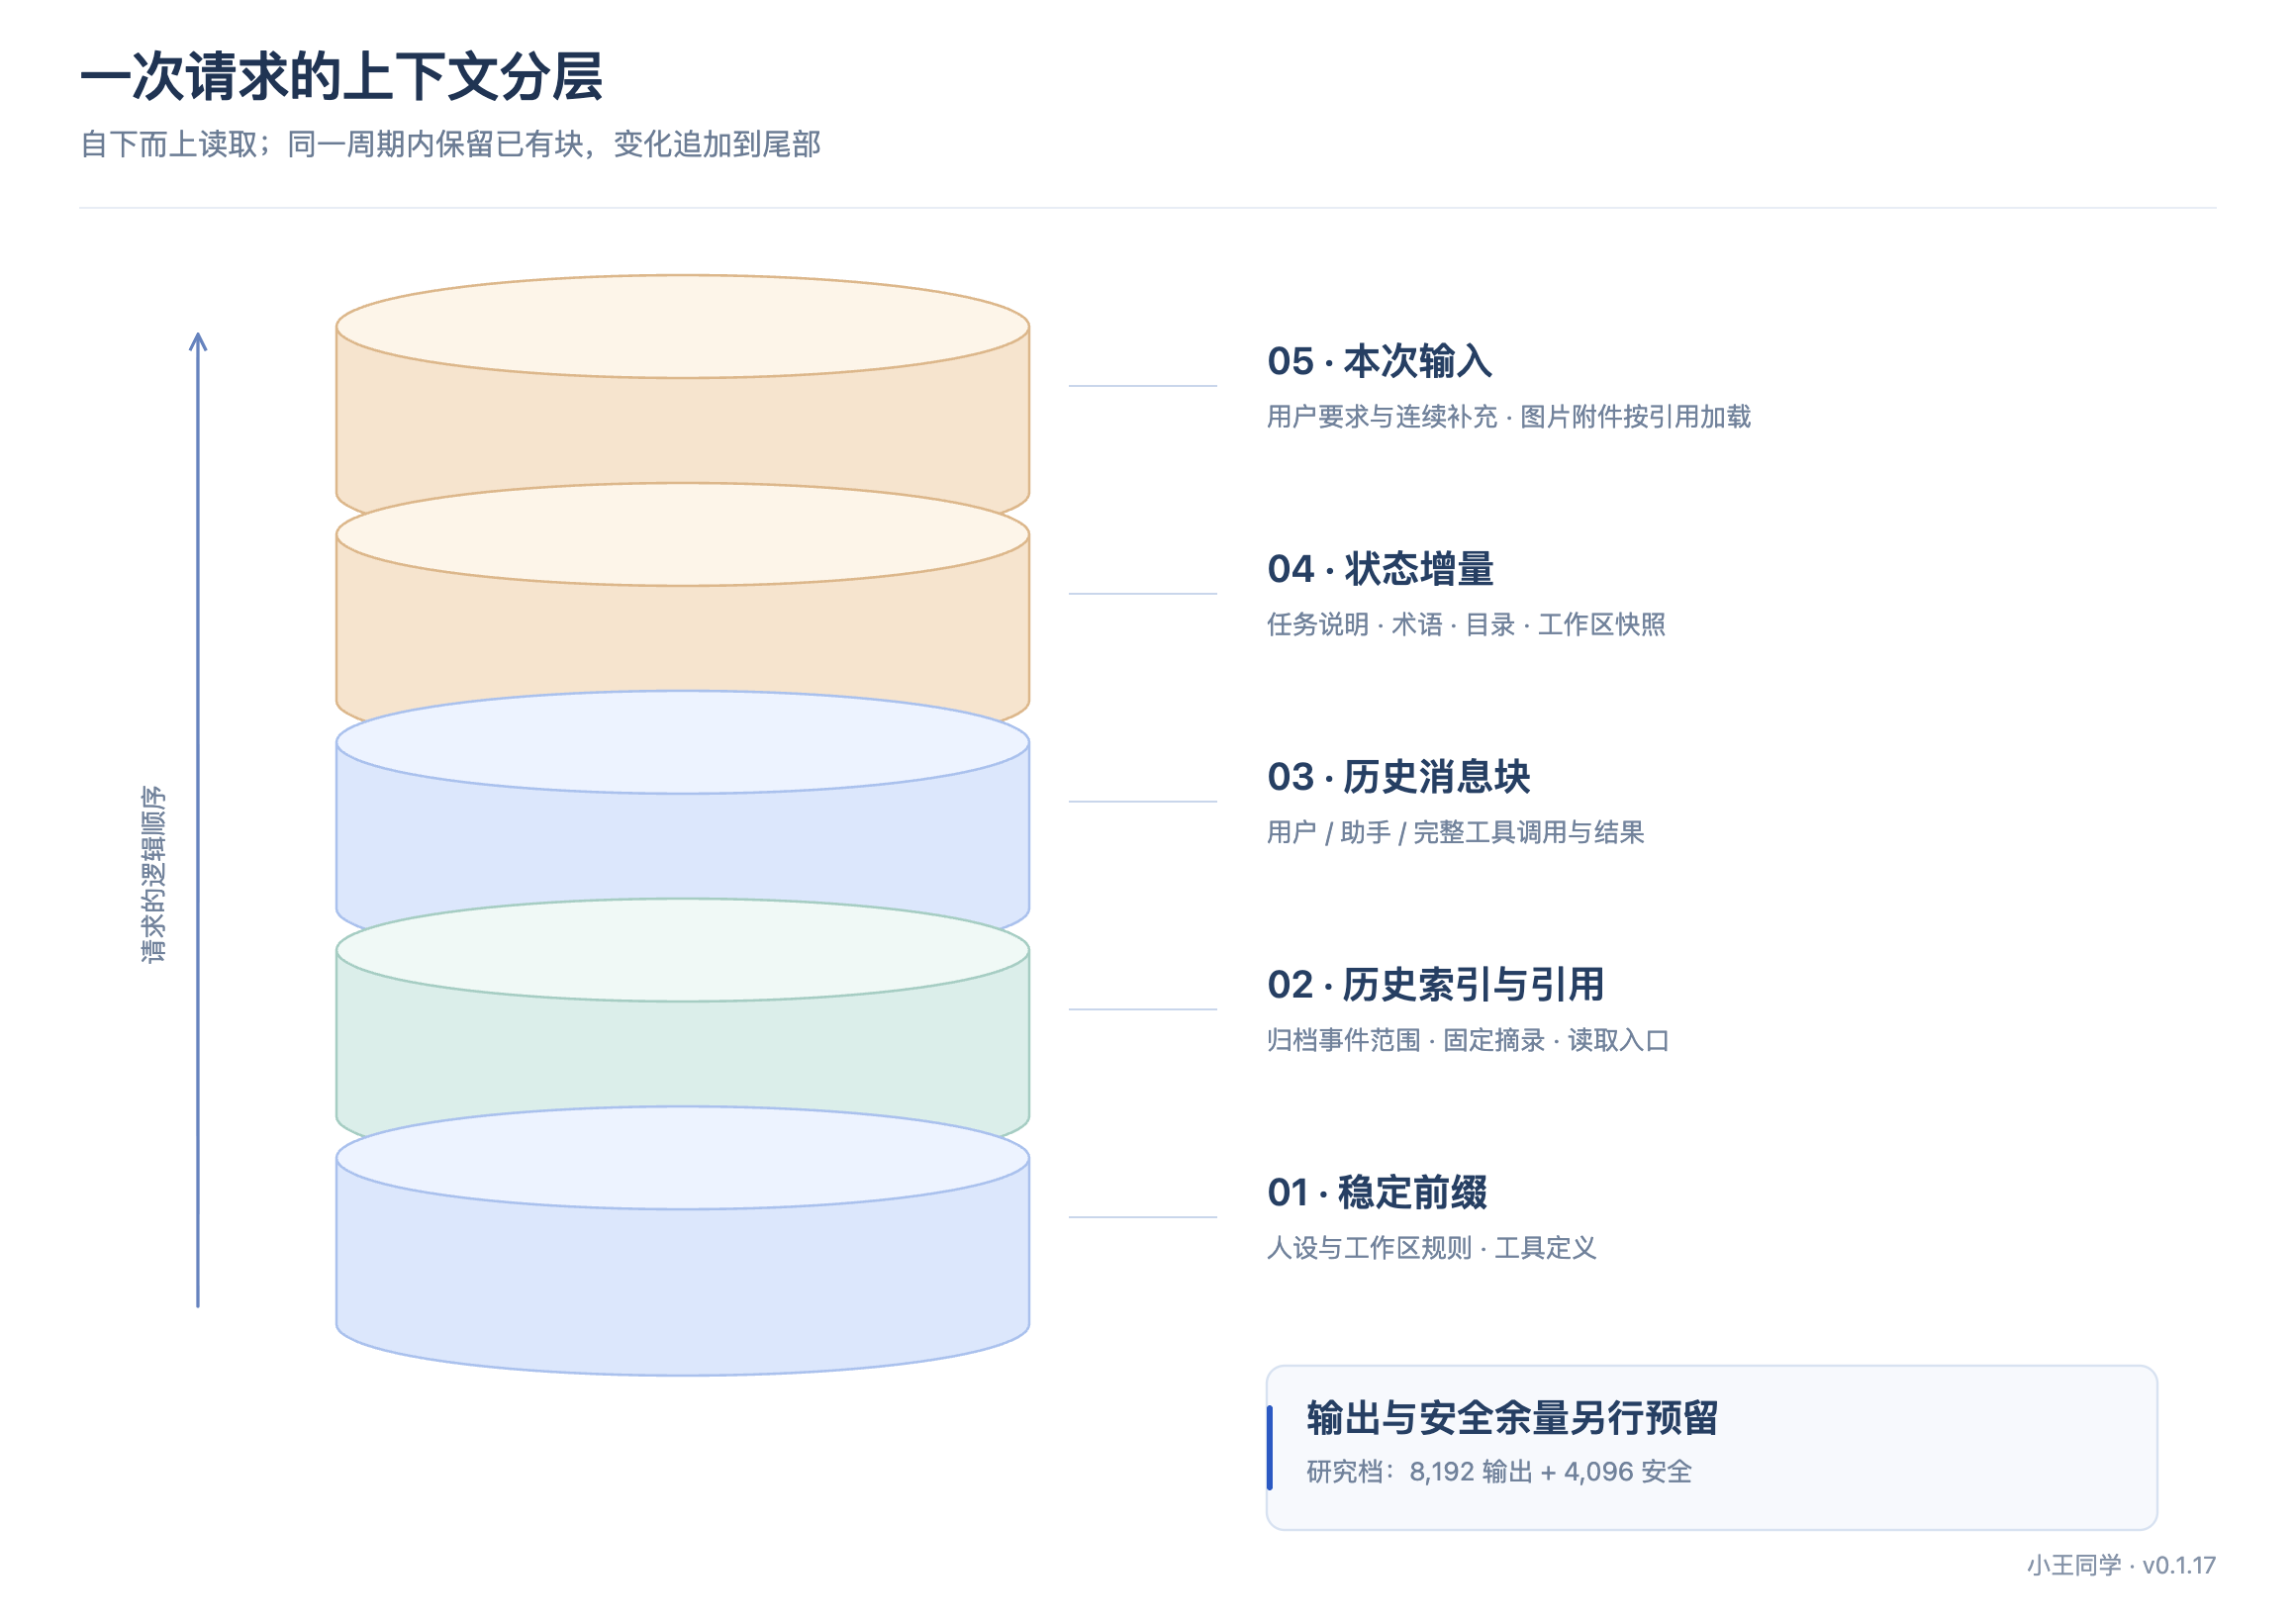 一次请求的上下文分层
自下而上读取；同一周期内保留已有块，变化追加到尾部
请求的逻辑顺序
05 · 本次输入
用户要求与连续补充 · 图片附件按引用加载
04 · 状态增量
任务说明 · 术语 · 目录 · 工作区快照
03 · 历史消息块
用户 / 助手 / 完整工具调用与结果
02 · 历史索引与引用
归档事件范围 · 固定摘录 · 读取入口
01 · 稳定前缀
人设与工作区规则 · 工具定义
输出与安全余量另行预留
研究档：8,192 输出 + 4,096 安全
小王同学 · v0.1.17